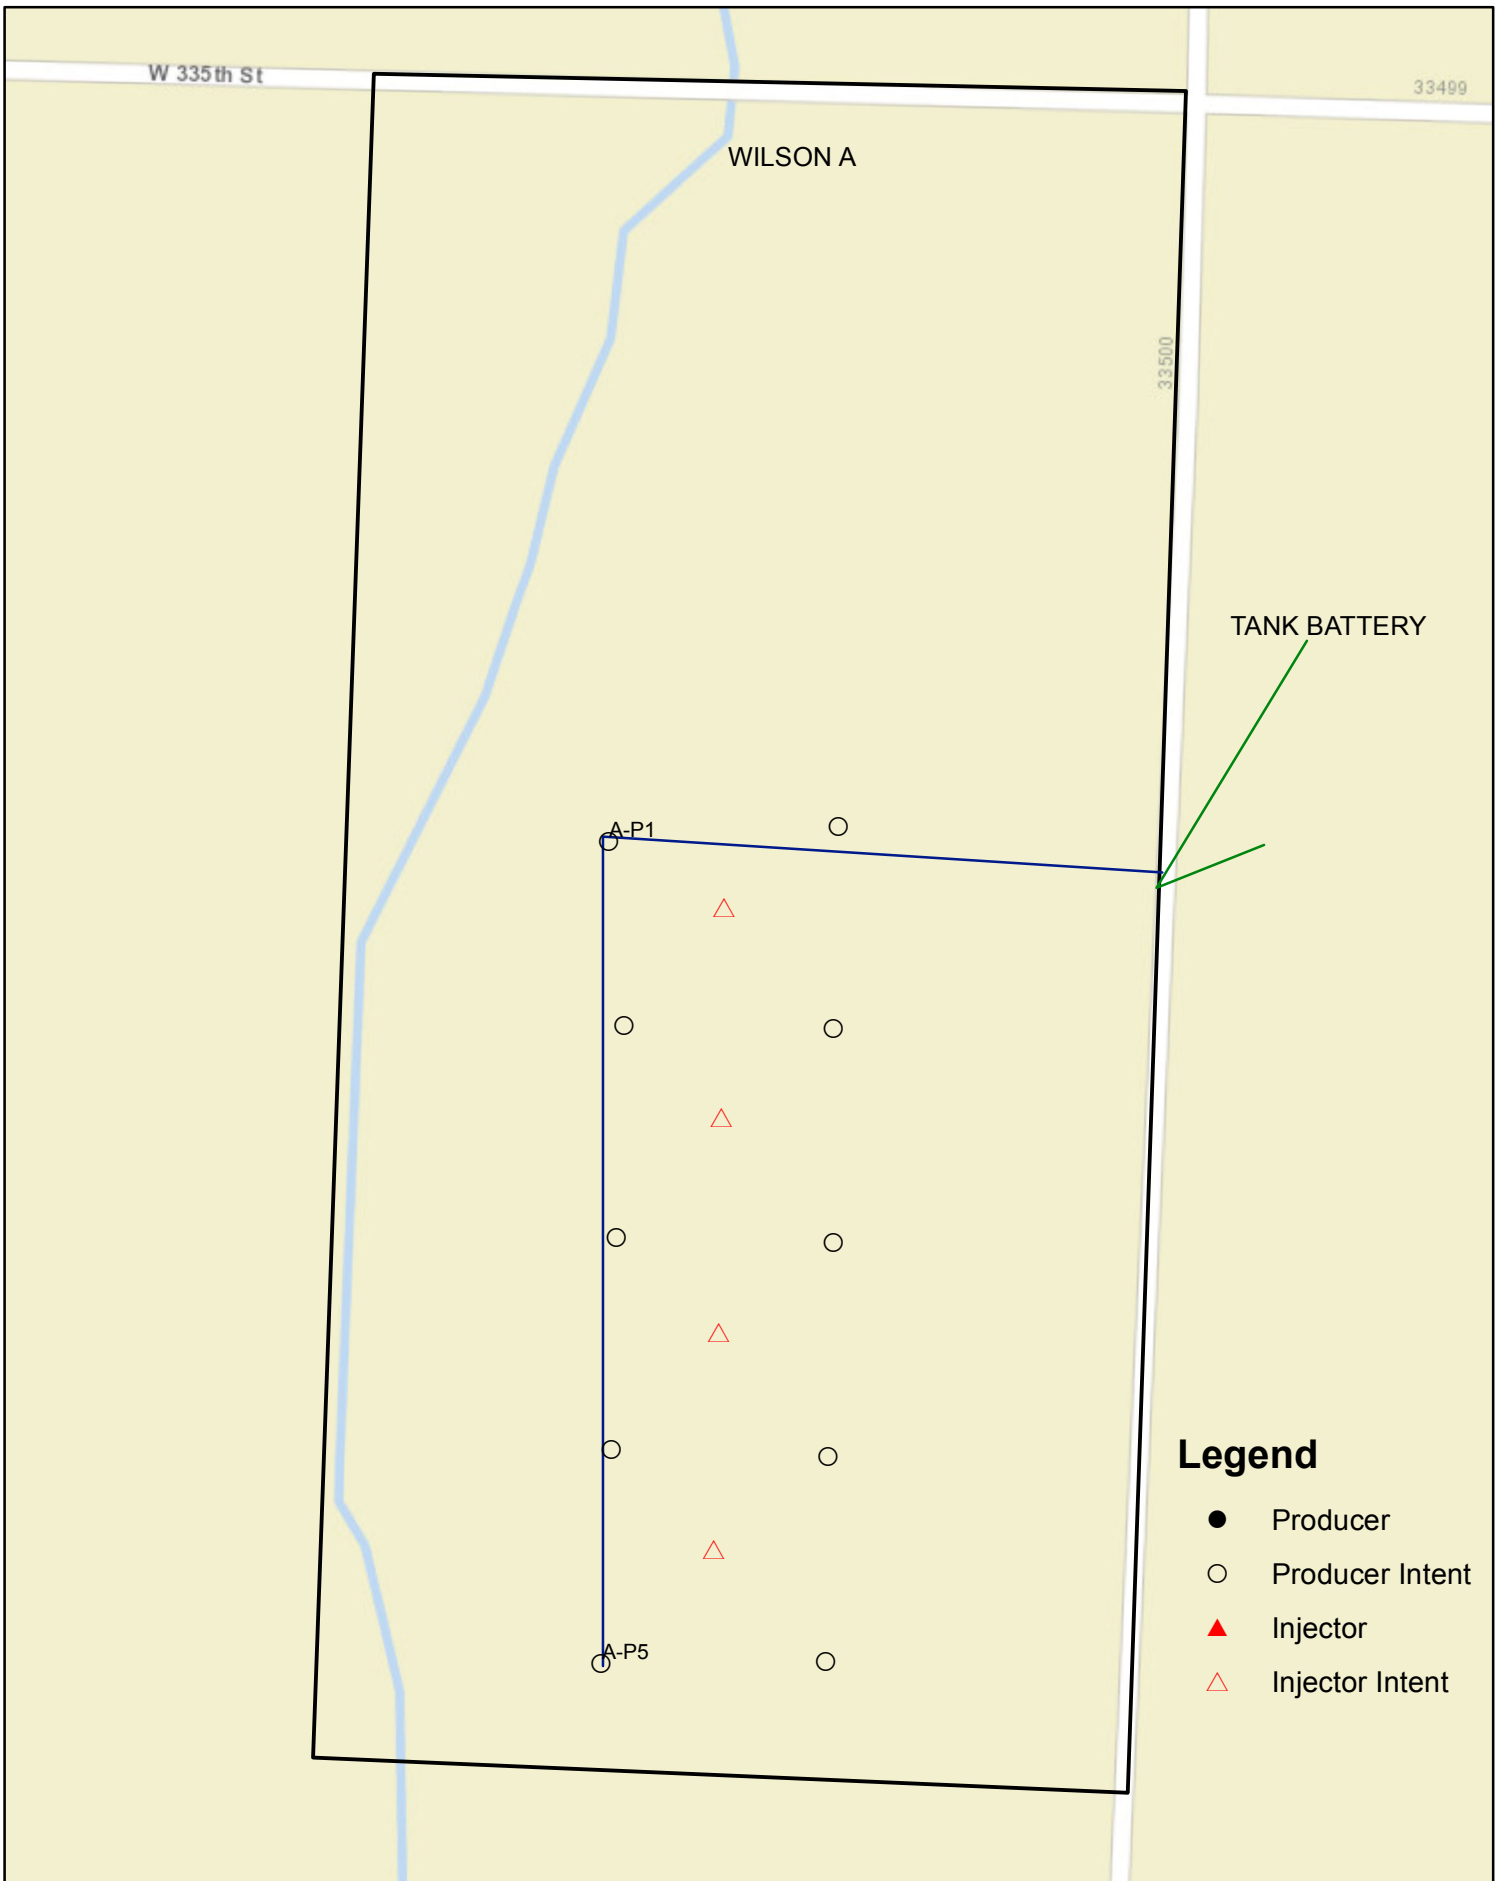 W 335th St
33499
WILSON A
33500
TANK BATTERY
A-P1
A-P5
Legend
Producer
Producer Intent
Injector
Injector Intent